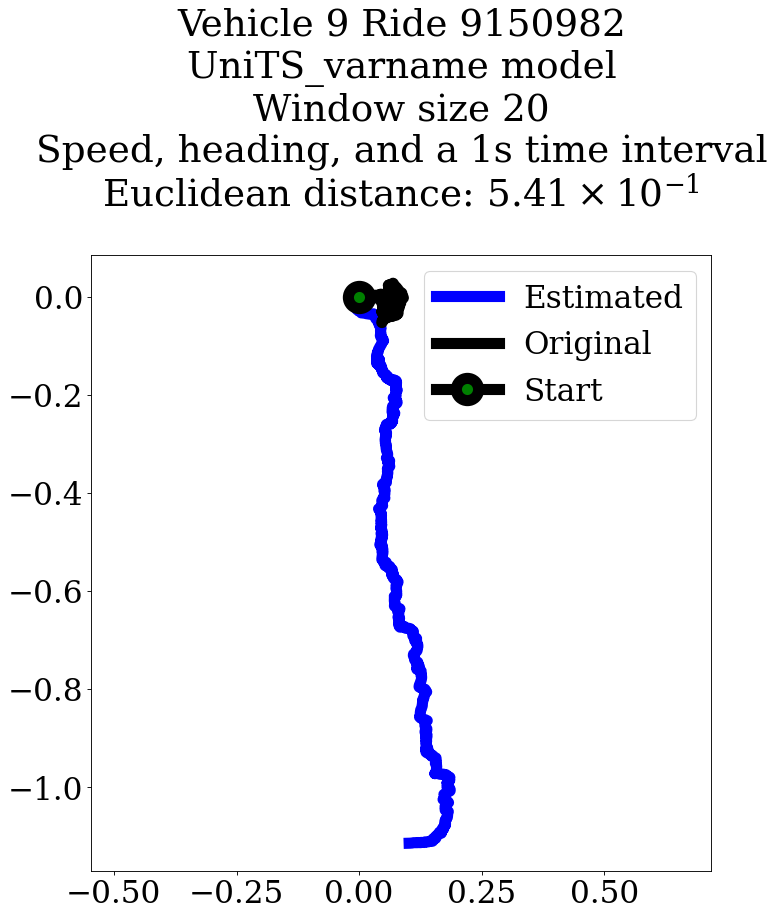 Vehicle 9 Ride 9150982
UniTS_varname model
Window size 20
Speed, heading, and a 1s time interval
Euclidean distance: 5.41 × 10⁻¹
Estimated
Original
Start
0.0
−0.2
−0.4
−0.6
−0.8
−1.0
−0.50 −0.25 0.00 0.25 0.50